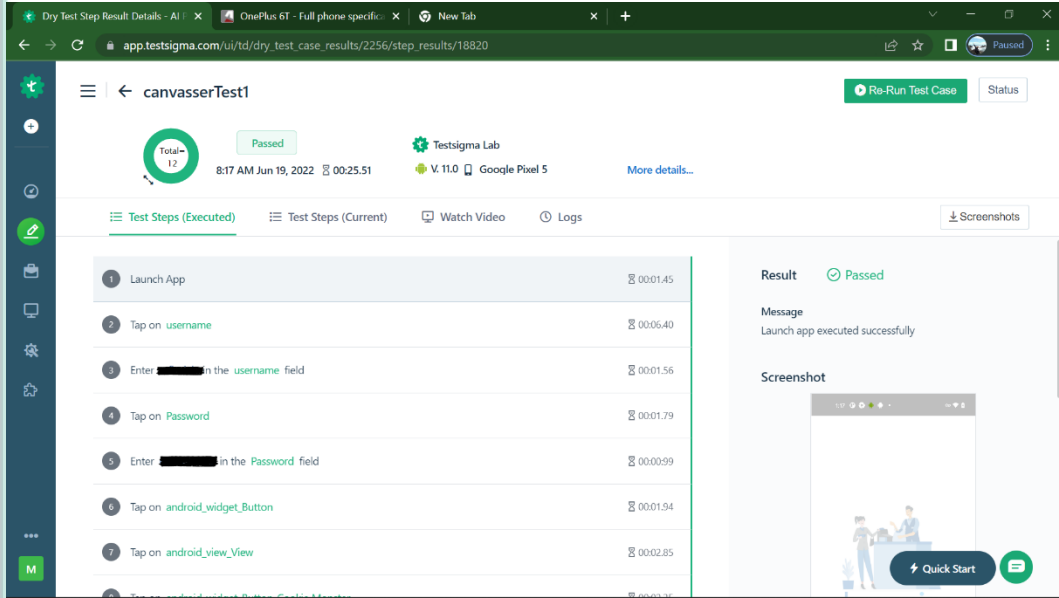 Dry Test Step Result Details - AI F
OnePlus 6T - Full phone specifica
New Tab
app.testsigma.com/ui/td/dry_test_case_results/2256/step_results/18820
Paused
canvasserTest1
Re-Run Test Case
Status
Total=
12
Passed
8:17 AM Jun 19, 2022 00:25.51
Testsigma Lab
V. 11.0 Google Pixel 5
More details...
Test Steps (Executed)
Test Steps (Current)
Watch Video
Logs
Screenshots
1 Launch App 00:01.45
2 Tap on username 00:06.40
3 Enter in the username field 00:01.56
4 Tap on Password 00:01.79
5 Enter in the Password field 00:00:99
6 Tap on android_widget_Button 00:01.94
7 Tap on android_view_View 00:02.85
Tap on android_widget_Button_Cookie_Monster
Result Passed
Message
Launch app executed successfully
Screenshot
Quick Start
M